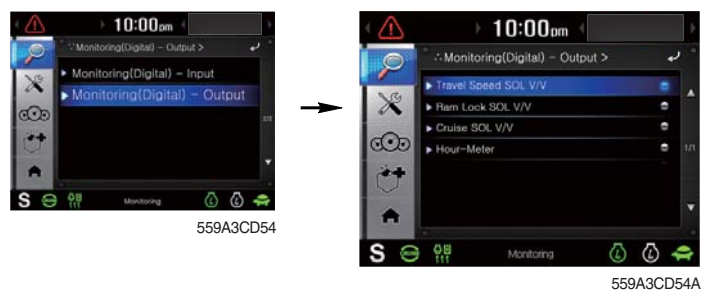 10:00pm
Monitoring(Digital) - Output >
Monitoring(Digital) - Input
Monitoring(Digital) - Output
S
Monitoring
559A3CD54
10:00pm
Monitoring(Digital) - Output >
Travel Speed SOL V/V
Ram Lock SOL V/V
Cruise SOL V/V
Hour-Meter
1/1
S
Monitoring
559A3CD54A